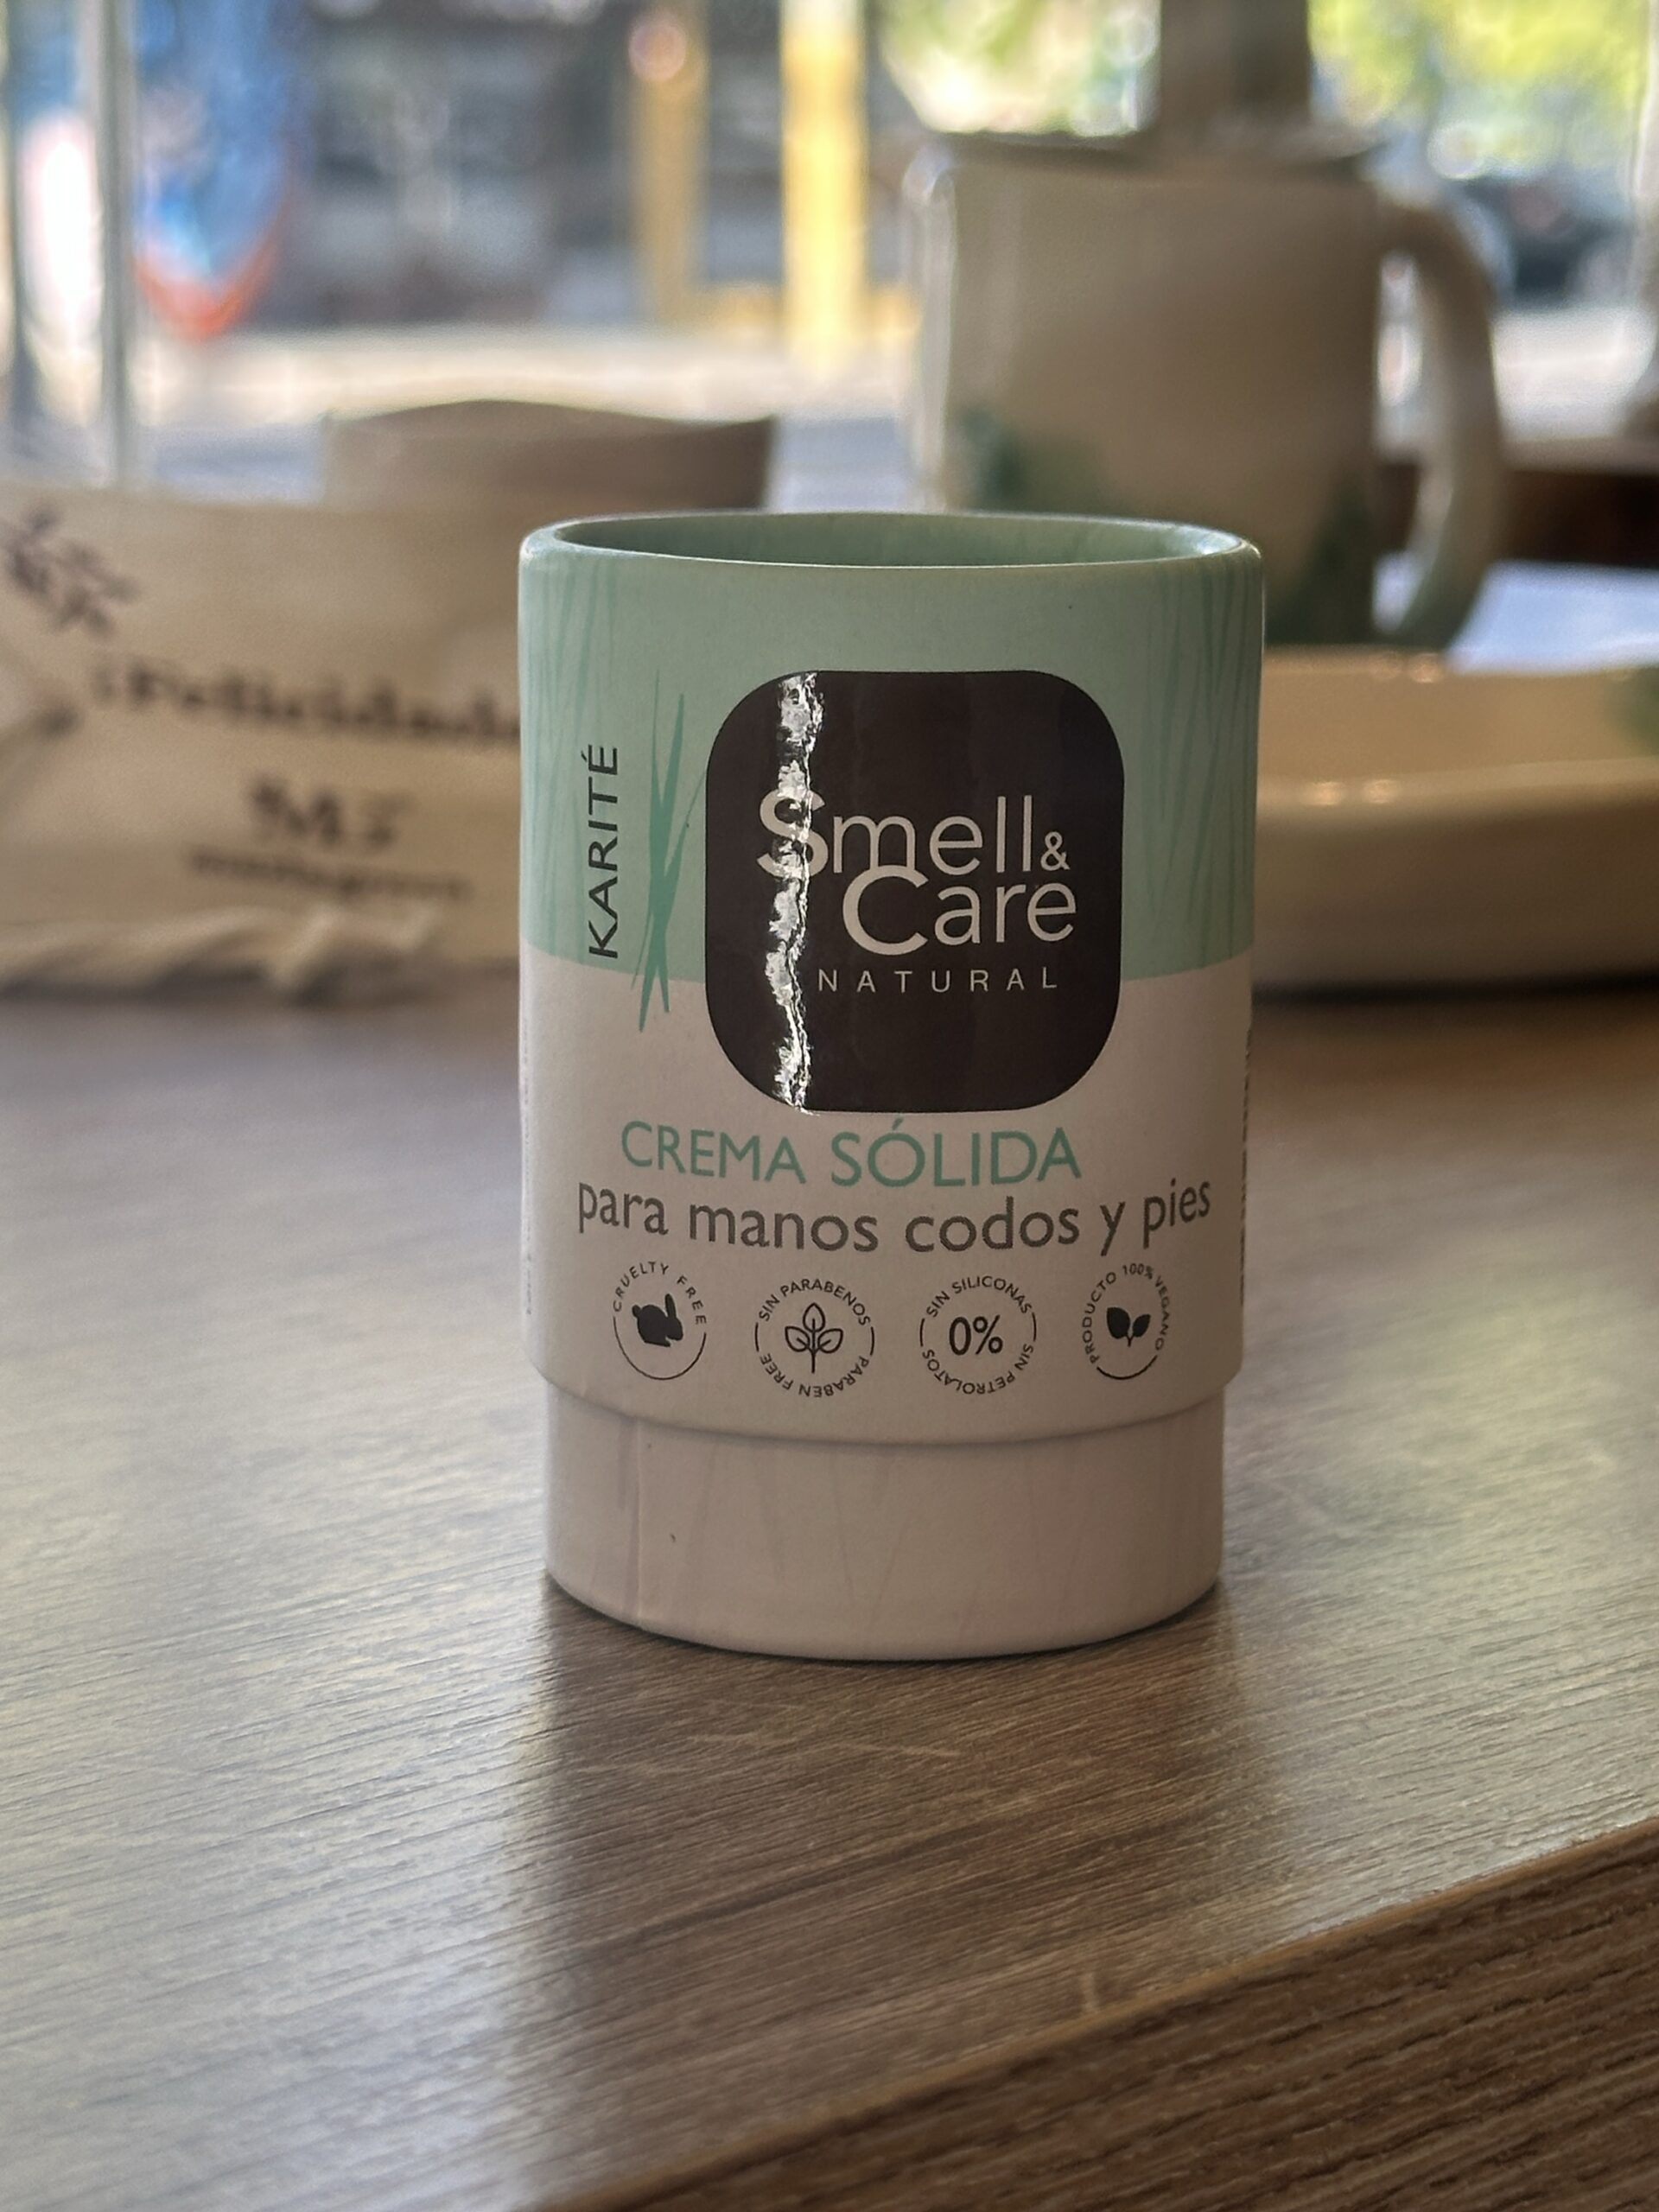 KARITÉ
Smell&
Care
NATURAL
CREMA SÓLIDA
para manos codos y pies
CRUELTY FREE
SIN PARABENOS
PARABEN FREE
SIN SILICONAS
SIN PETROLATOS
0%
PRODUCTO 100% VEGANO